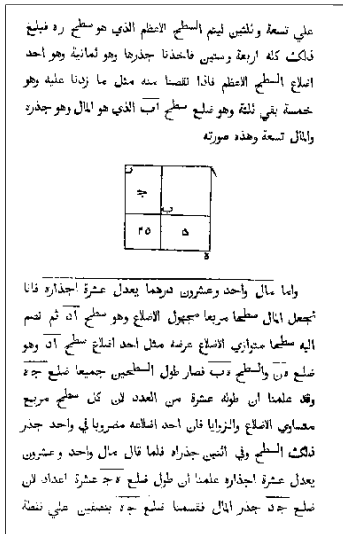 علي تسعة وثلثين ليتم السطح الاعظم الذي هو سطح ره فبلغ
ذلك كله اربعة وستين فاخذنا جذرها وهو ثمانية وهو احد
اضلاع السطح الاعظم فاذا نقصنا منه مثل ما زدنا عليه وهو
خمسة بقي ثلثة وهو ضلع سطح اب الذي هو المال وهو جذره
والمال تسعة وهذه صورته
ج
ب
٢٥
ه
واما مال واحد وعشرون درهما يعدل عشرة اجذاره فانا
نجعل المال سطحا مربعا مجهول الاضلاع وهو سطح اد ثم نضم
اليه سطحا متوازي الاضلاع عرضه مثل احد اضلاع سطح اد وهو
ضلع هن والسطح هب فصار طول السطحين جميعا ضلع جه
وقد علمنا ان طوله عشرة من العدد لان كل سطح مربع
متساوي الاضلاع والزوايا فان احد اضلاعه مضروبا في واحد جذر
ذلك السطح وفي اثنين جذراه فلما قال مال واحد وعشرون
يعدل عشرة اجذاره علمنا ان طول ضلع هج عشرة اعداد لان
ضلع جد جذر المال فقسمنا ضلع جه بنصفين علي نقطة